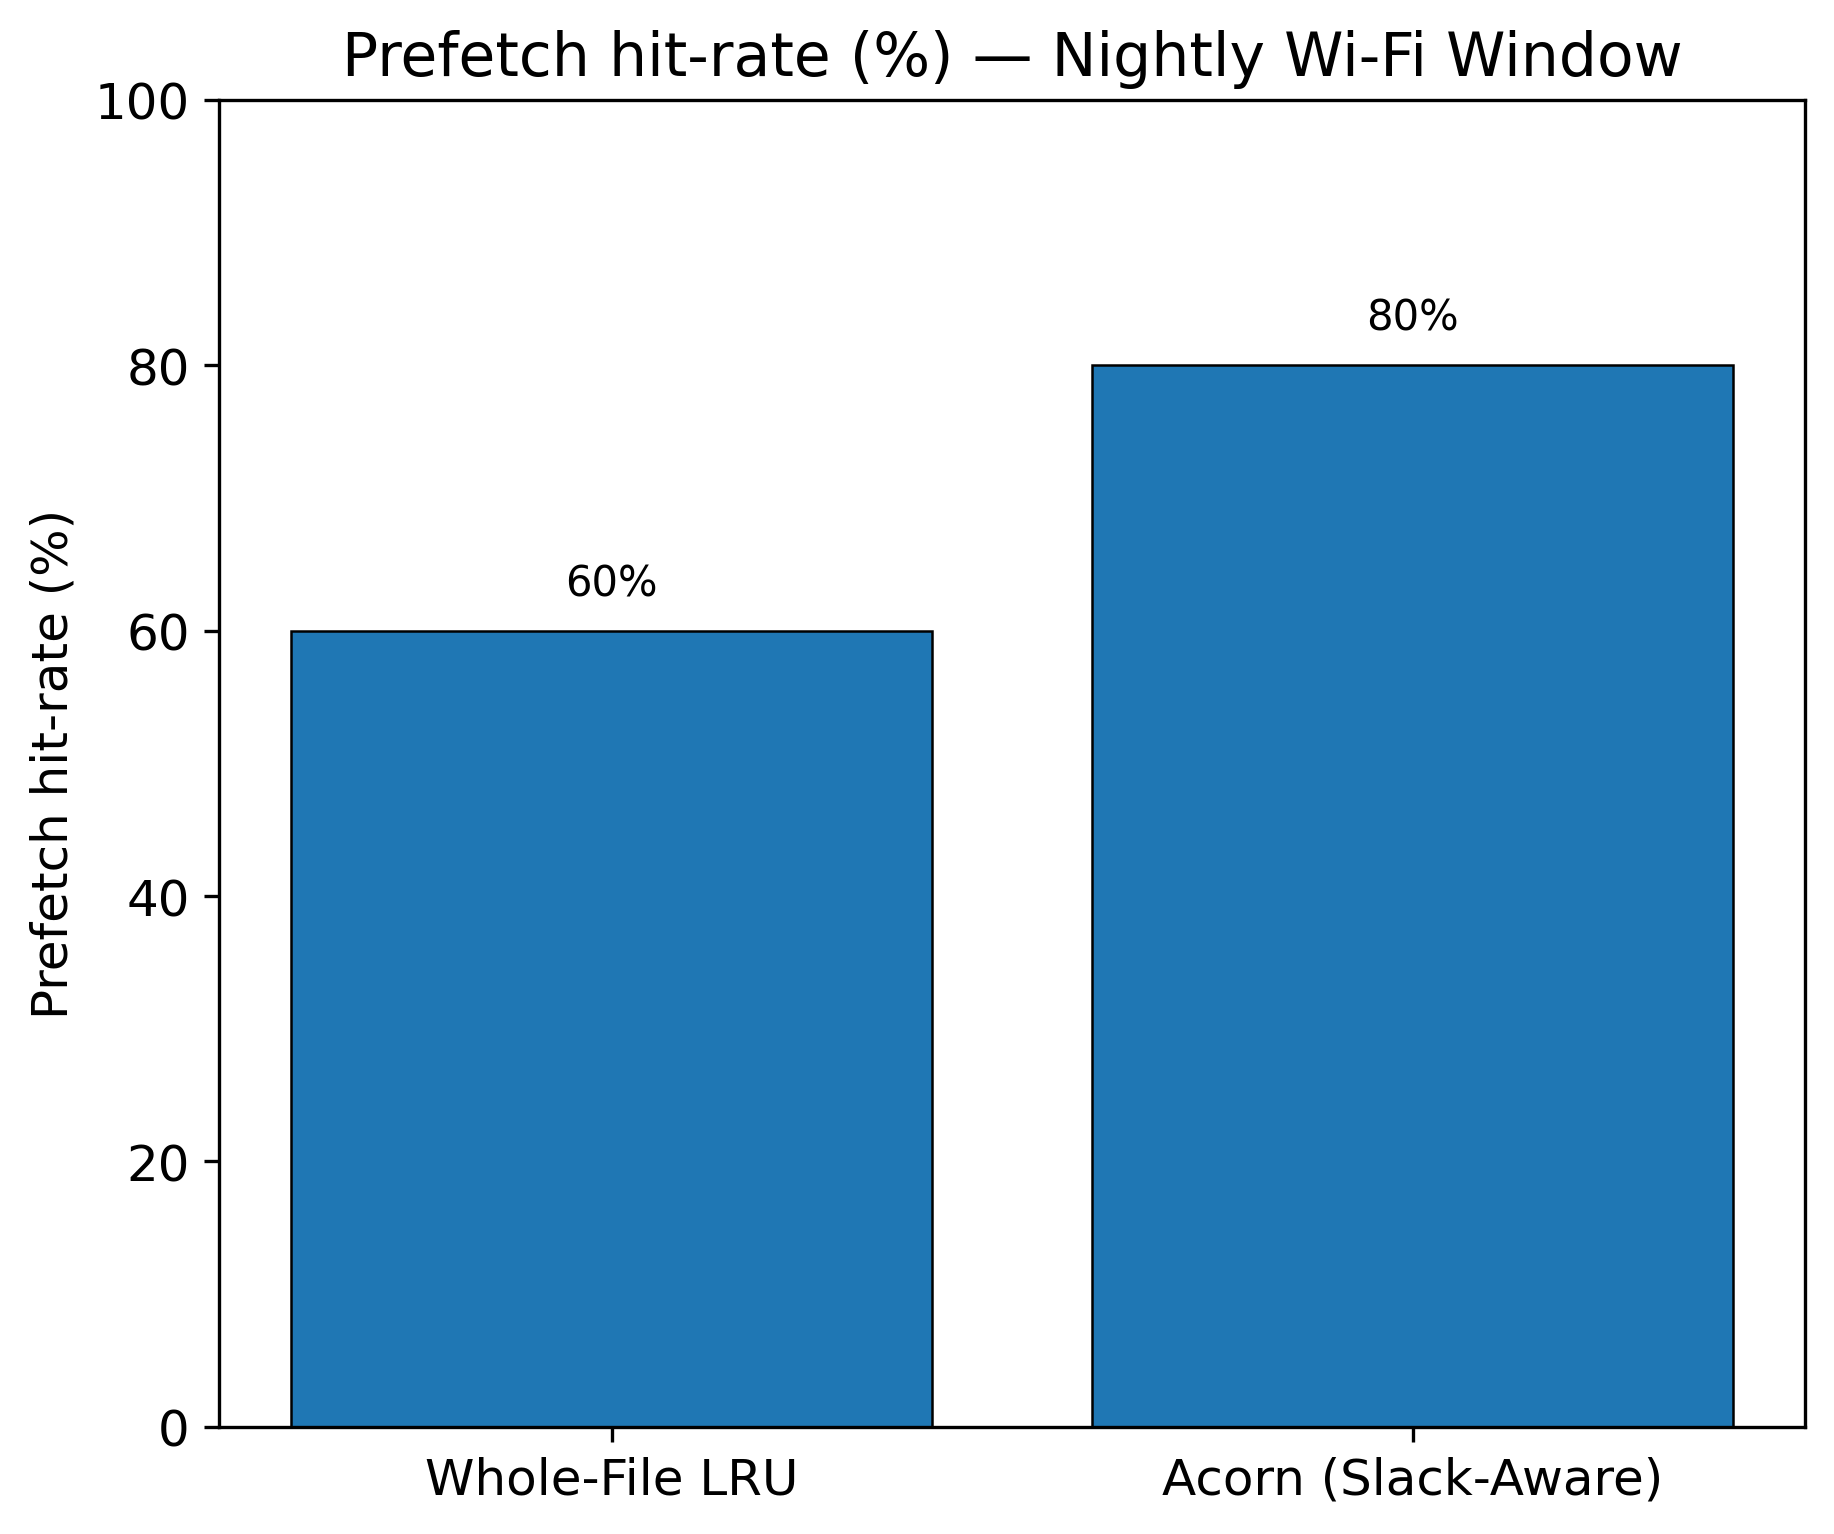 Prefetch hit-rate (%) — Nightly Wi-Fi Window
Prefetch hit-rate (%)
100
80
60
40
20
0
60%
80%
Whole-File LRU
Acorn (Slack-Aware)